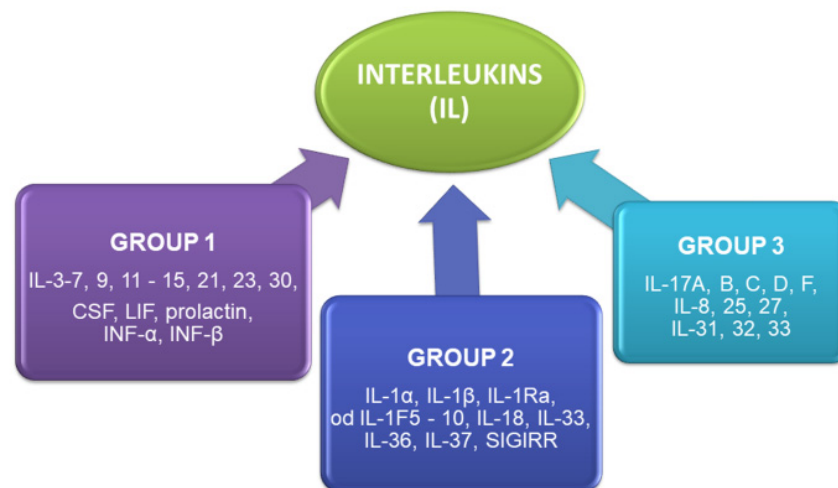 INTERLEUKINS
(IL)
GROUP 1
IL-3-7, 9, 11 - 15, 21, 23, 30,
CSF, LIF, prolactin,
INF-α, INF-β
GROUP 2
IL-1α, IL-1β, IL-1Ra,
od IL-1F5 - 10, IL-18, IL-33,
IL-36, IL-37, SIGIRR
GROUP 3
IL-17A, B, C, D, F,
IL-8, 25, 27,
IL-31, 32, 33